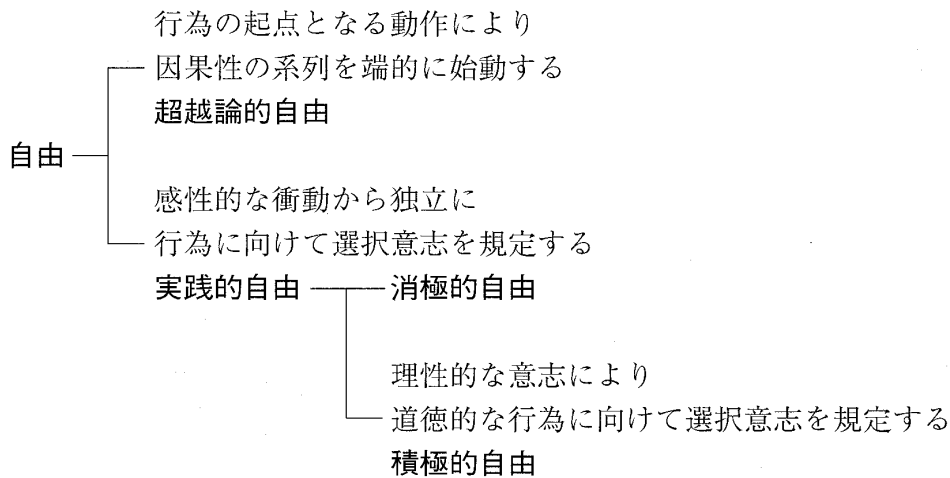 行為の起点となる動作により
因果性の系列を端的に始動する
超越論的自由
自由
感性的な衝動から独立に
行為に向けて選択意志を規定する
実践的自由
消極的自由
理性的な意志により
道徳的な行為に向けて選択意志を規定する
積極的自由